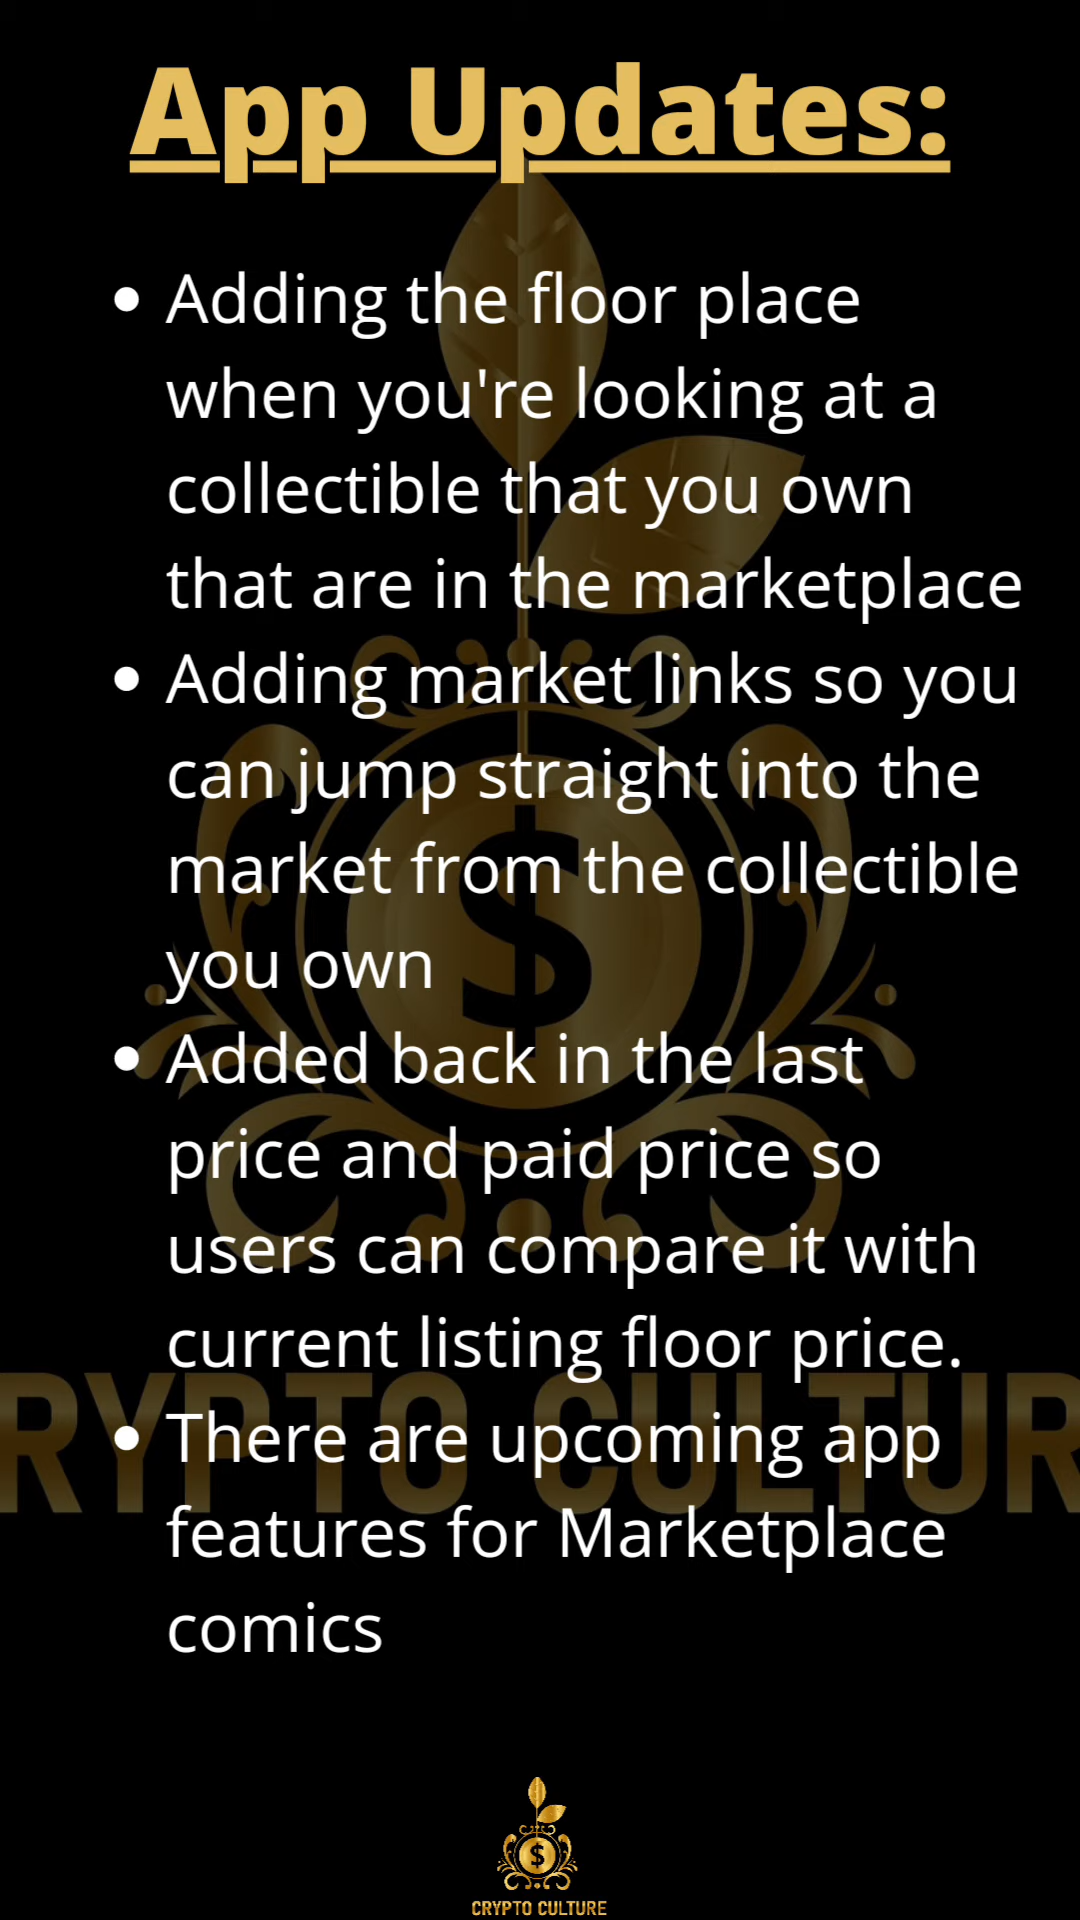 App Updates:
• Adding the floor place
when you're looking at a
collectible that you own
that are in the marketplace
• Adding market links so you
can jump straight into the
market from the collectible
you own
• Added back in the last
price and paid price so
users can compare it with
current listing floor price.
• There are upcoming app
features for Marketplace
comics
$
RYPTO CULTUR
$
CRYPTO CULTURE